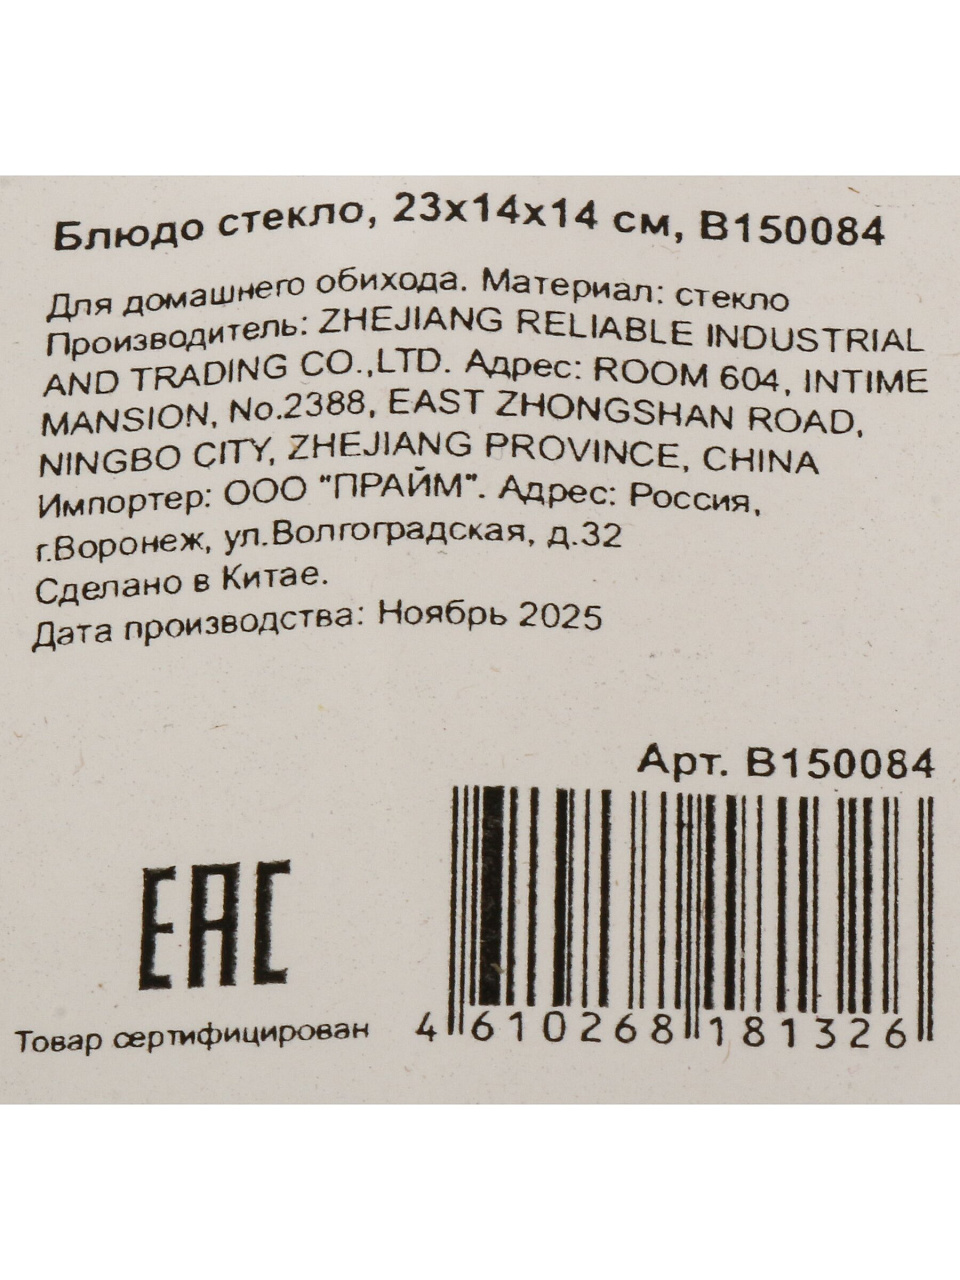 Блюдо стекло, 23x14x14 см, B150084
Для домашнего обихода. Материал: стекло
Производитель: ZHEJIANG RELIABLE INDUSTRIAL
AND TRADING CO.,LTD. Адрес: ROOM 604, INTIME
MANSION, No.2388, EAST ZHONGSHAN ROAD,
NINGBO CITY, ZHEJIANG PROVINCE, CHINA
Импортер: ООО "ПРАЙМ". Адрес: Россия,
г.Воронеж, ул.Волгоградская, д.32
Сделано в Китае.
Дата производства: Ноябрь 2025
Арт. B150084
EAC
Товар сертифицирован
4 610268 181326